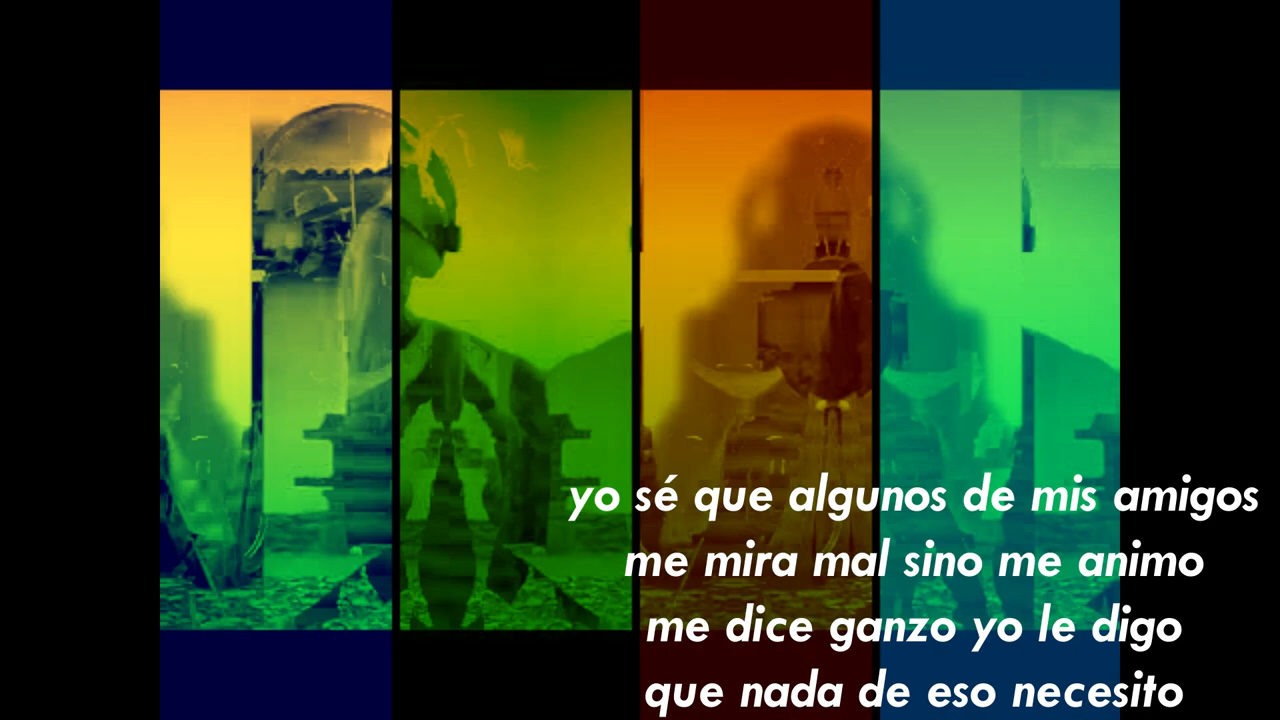 yo sé que algunos de mis amigos
me mira mal sino me animo
me dice ganzo yo le digo
que nada de eso necesito